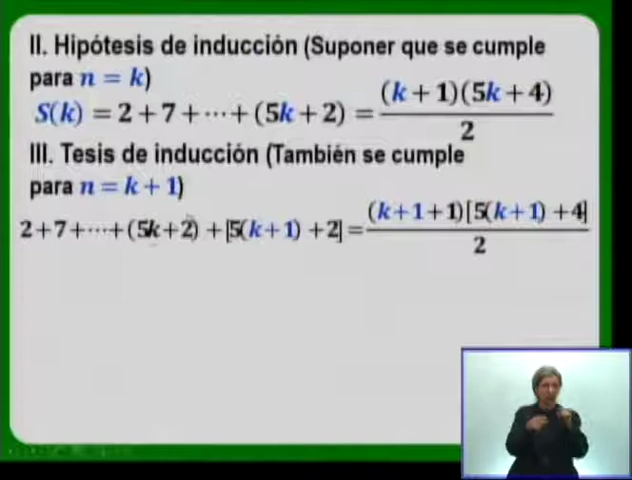 II. Hipótesis de inducción (Suponer que se cumple
para n = k)
S(k) = 2 + 7 + ⋯ + (5k + 2) = (k + 1)(5k + 4) / 2
III. Tesis de inducción (También se cumple
para n = k + 1)
2 + 7 + ⋯ + (5k + 2) + [5(k + 1) + 2] = (k + 1 + 1)[5(k + 1) + 4] / 2